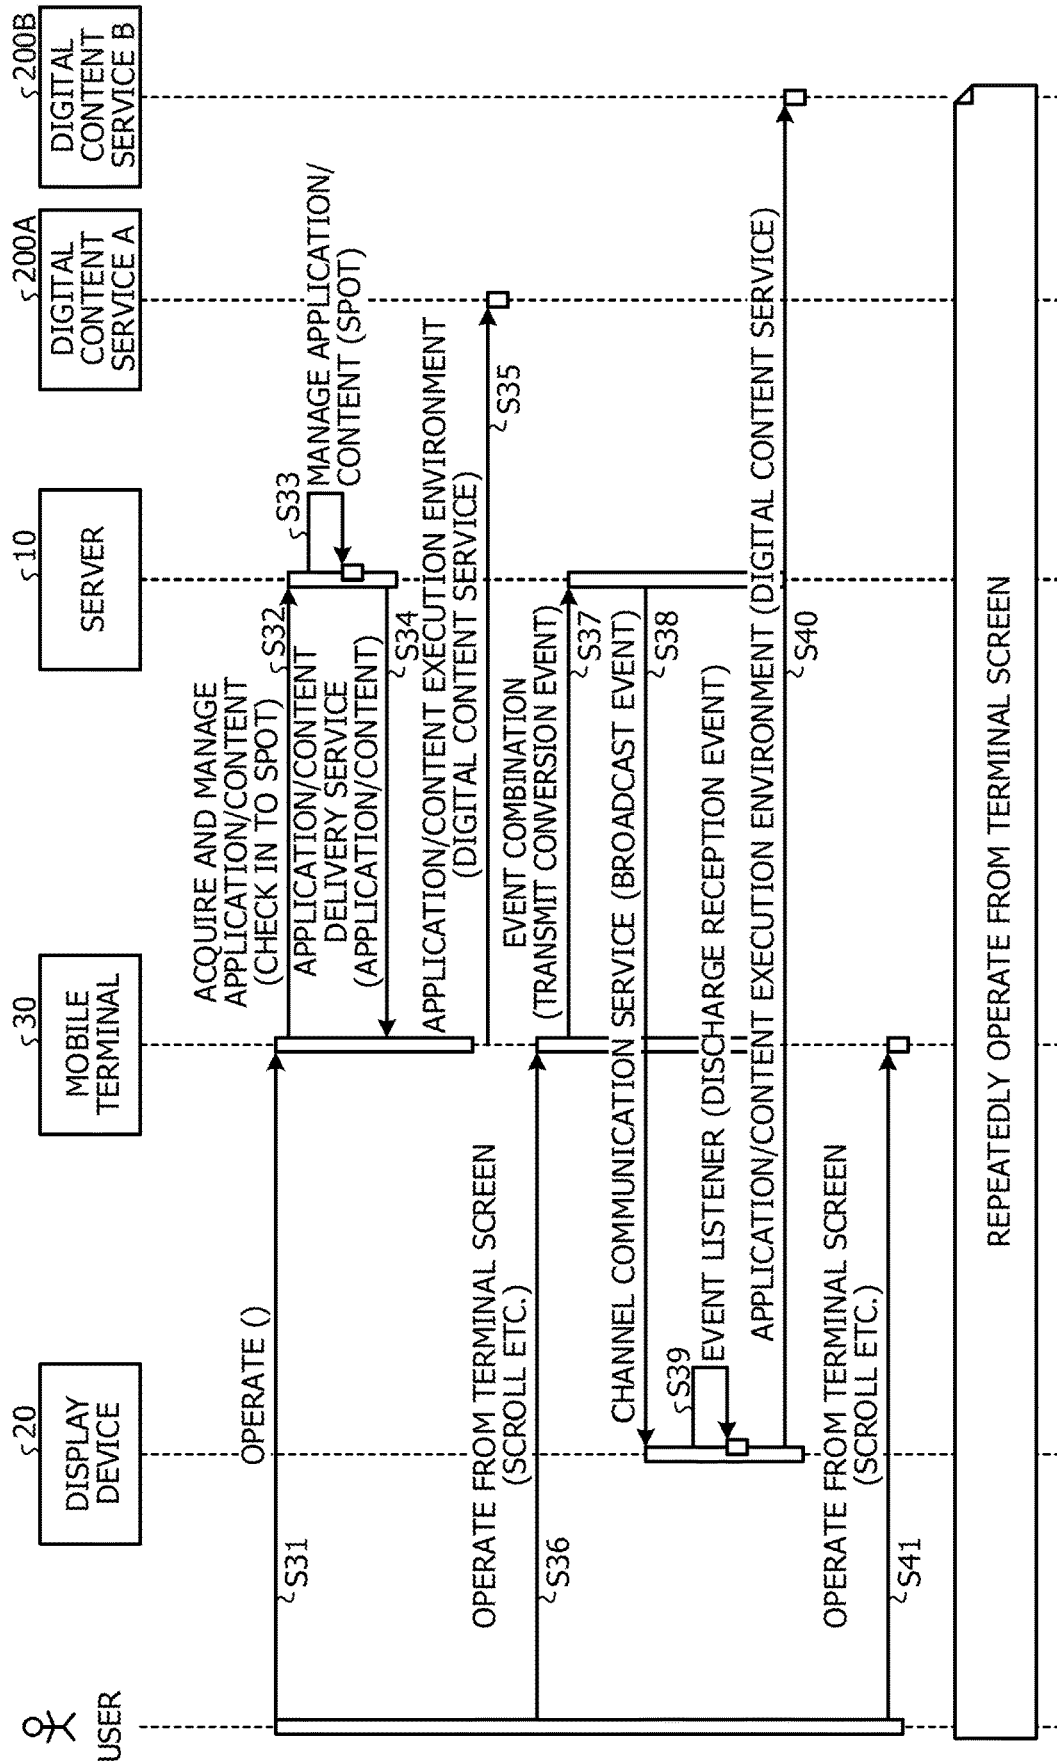 USER
20
DISPLAY
DEVICE
30
MOBILE
TERMINAL
10
SERVER
200A
DIGITAL
CONTENT
SERVICE A
200B
DIGITAL
CONTENT
SERVICE B
OPERATE ()
S31
ACQUIRE AND MANAGE
APPLICATION/CONTENT
(CHECK IN TO SPOT)
S32
S33
MANAGE APPLICATION/
CONTENT (SPOT)
APPLICATION/CONTENT
DELIVERY SERVICE
(APPLICATION/CONTENT)
S34
APPLICATION/CONTENT EXECUTION ENVIRONMENT
(DIGITAL CONTENT SERVICE)
S35
OPERATE FROM TERMINAL SCREEN
(SCROLL ETC.)
S36
EVENT COMBINATION
(TRANSMIT CONVERSION EVENT)
S37
CHANNEL COMMUNICATION SERVICE (BROADCAST EVENT)
S38
S39
EVENT LISTENER (DISCHARGE RECEPTION EVENT)
APPLICATION/CONTENT EXECUTION ENVIRONMENT (DIGITAL CONTENT SERVICE)
S40
OPERATE FROM TERMINAL SCREEN
(SCROLL ETC.)
S41
REPEATEDLY OPERATE FROM TERMINAL SCREEN